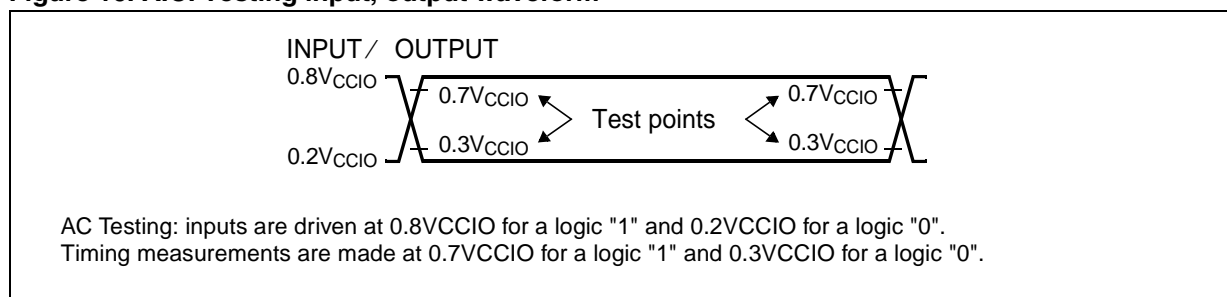 INPUT/ OUTPUT
0.8VCCIO
0.7VCCIO
0.7VCCIO
Test points
0.3VCCIO
0.3VCCIO
0.2VCCIO
AC Testing: inputs are driven at 0.8VCCIO for a logic "1" and 0.2VCCIO for a logic "0".
Timing measurements are made at 0.7VCCIO for a logic "1" and 0.3VCCIO for a logic "0".